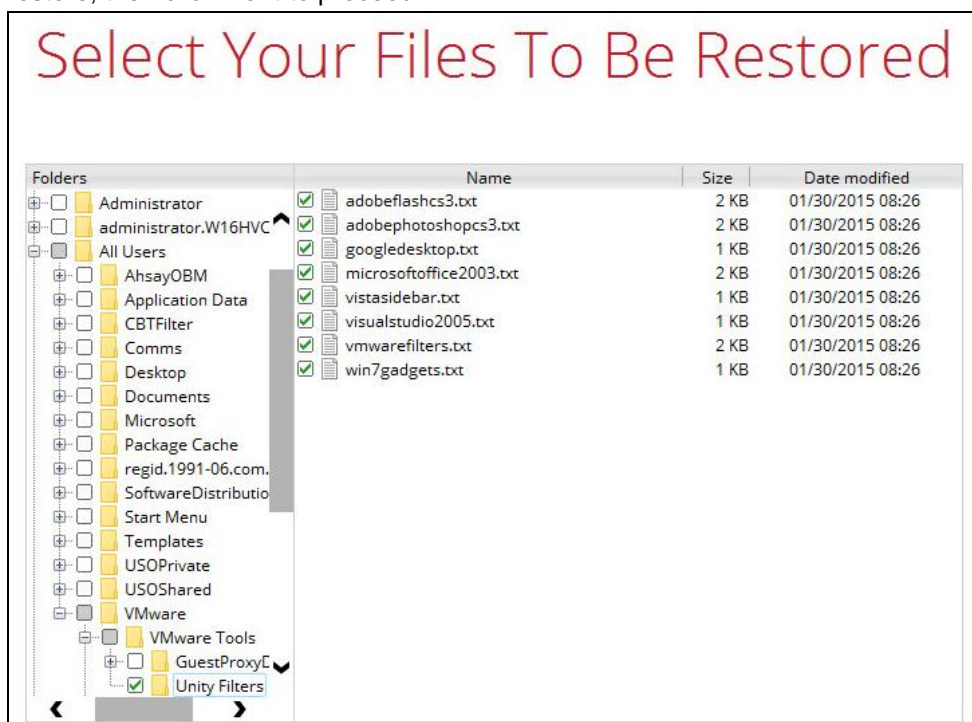 Select Your Files To Be Restored
Folders
Name
Size
Date modified
Administrator
administrator.W16HVC
All Users
AhsayOBM
Application Data
CBTFilter
Comms
Desktop
Documents
Microsoft
Package Cache
regid.1991-06.com.
SoftwareDistributio
Start Menu
Templates
USOPrivate
USOShared
VMware
VMware Tools
GuestProxyD
Unity Filters
adobeflashcs3.txt 2 KB 01/30/2015 08:26
adobephotoshopcs3.txt 2 KB 01/30/2015 08:26
googledesktop.txt 1 KB 01/30/2015 08:26
microsoftoffice2003.txt 2 KB 01/30/2015 08:26
vistasidebar.txt 1 KB 01/30/2015 08:26
visualstudio2005.txt 1 KB 01/30/2015 08:26
vmwarefilters.txt 2 KB 01/30/2015 08:26
win7gadgets.txt 1 KB 01/30/2015 08:26